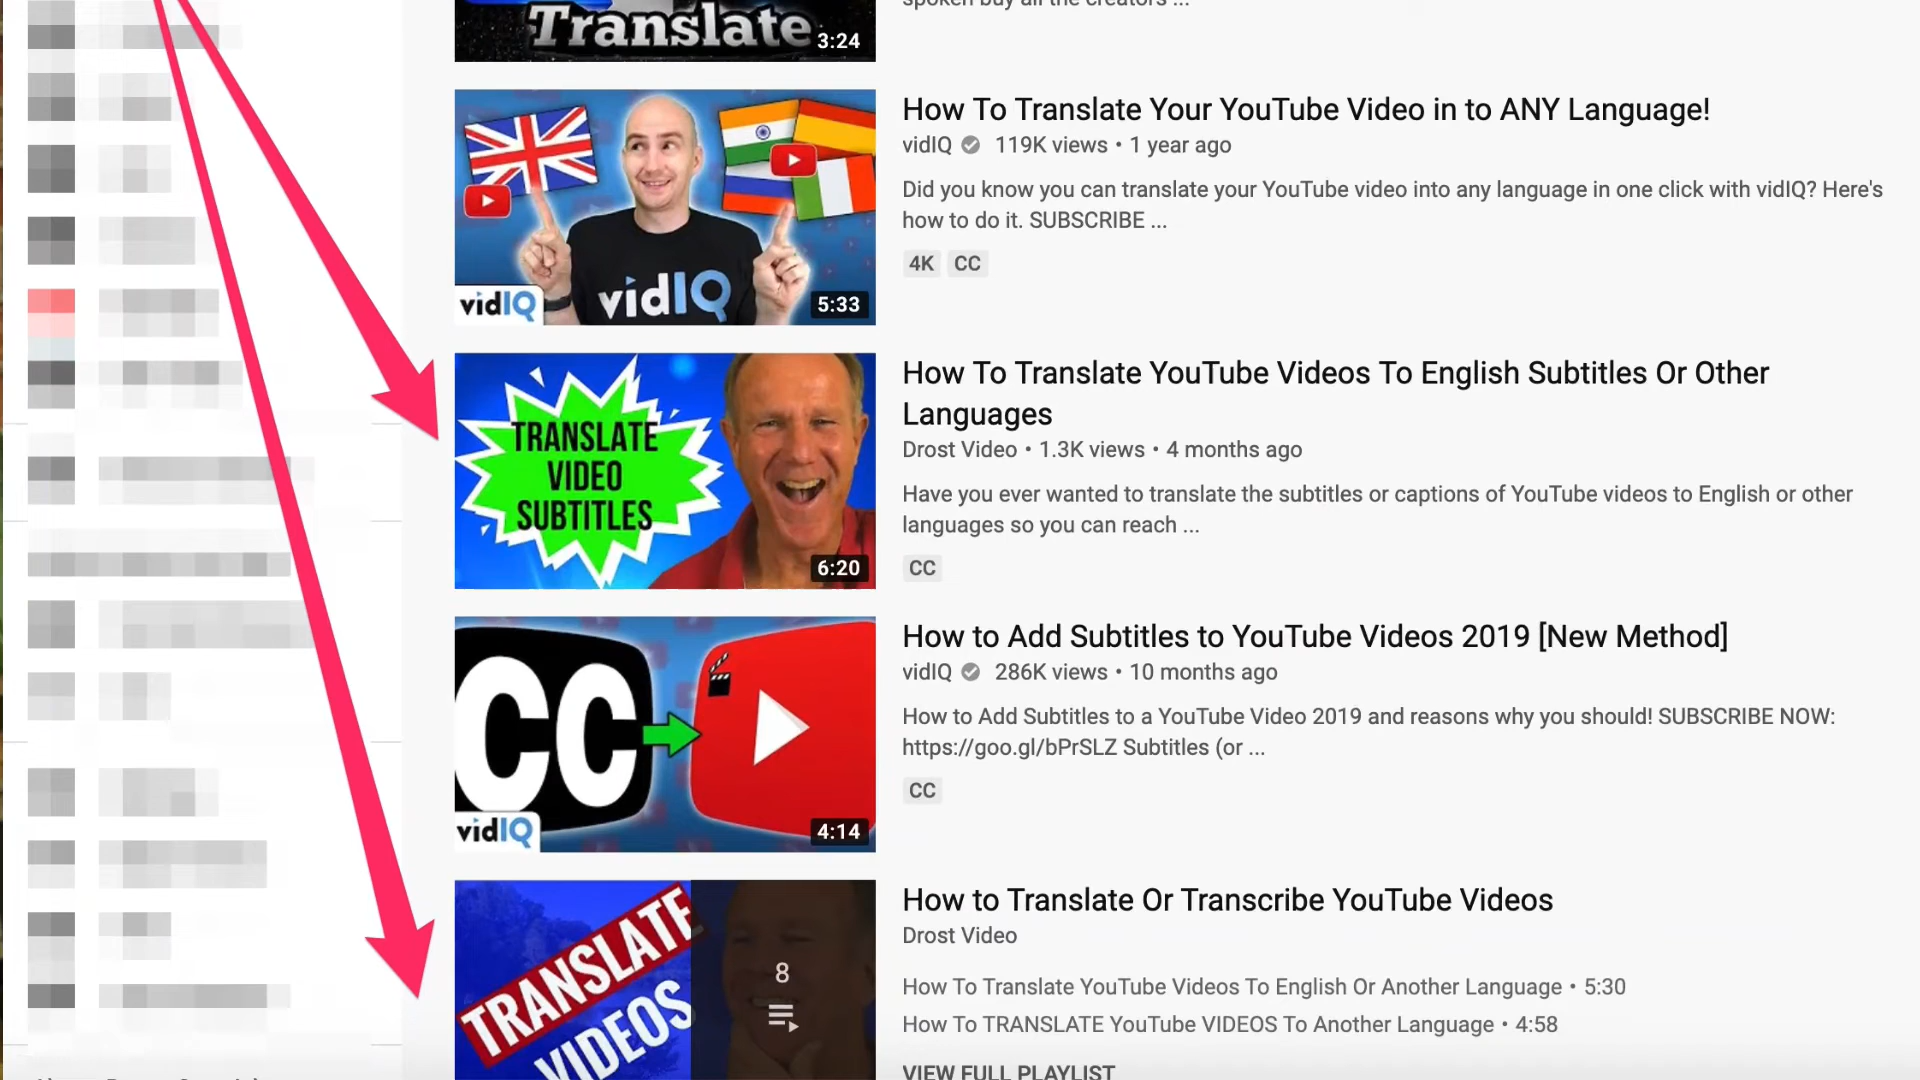 spoken buy all the creators ...
Translate
3:24
How To Translate Your YouTube Video in to ANY Language!
vidIQ 119K views • 1 year ago
Did you know you can translate your YouTube video into any language in one click with vidIQ? Here's
how to do it. SUBSCRIBE ...
4K CC
vidIQ
vidIQ
5:33
How To Translate YouTube Videos To English Subtitles Or Other
Languages
Drost Video • 1.3K views • 4 months ago
Have you ever wanted to translate the subtitles or captions of YouTube videos to English or other
languages so you can reach ...
CC
TRANSLATE
VIDEO
SUBTITLES
6:20
How to Add Subtitles to YouTube Videos 2019 [New Method]
vidIQ 286K views • 10 months ago
How to Add Subtitles to a YouTube Video 2019 and reasons why you should! SUBSCRIBE NOW:
https://goo.gl/bPrSLZ Subtitles (or ...
CC
CC
vidIQ
4:14
How to Translate Or Transcribe YouTube Videos
Drost Video
How To Translate YouTube Videos To English Or Another Language • 5:30
How To TRANSLATE YouTube VIDEOS To Another Language • 4:58
VIEW FULL PLAYLIST
TRANSLATE
VIDEOS
8